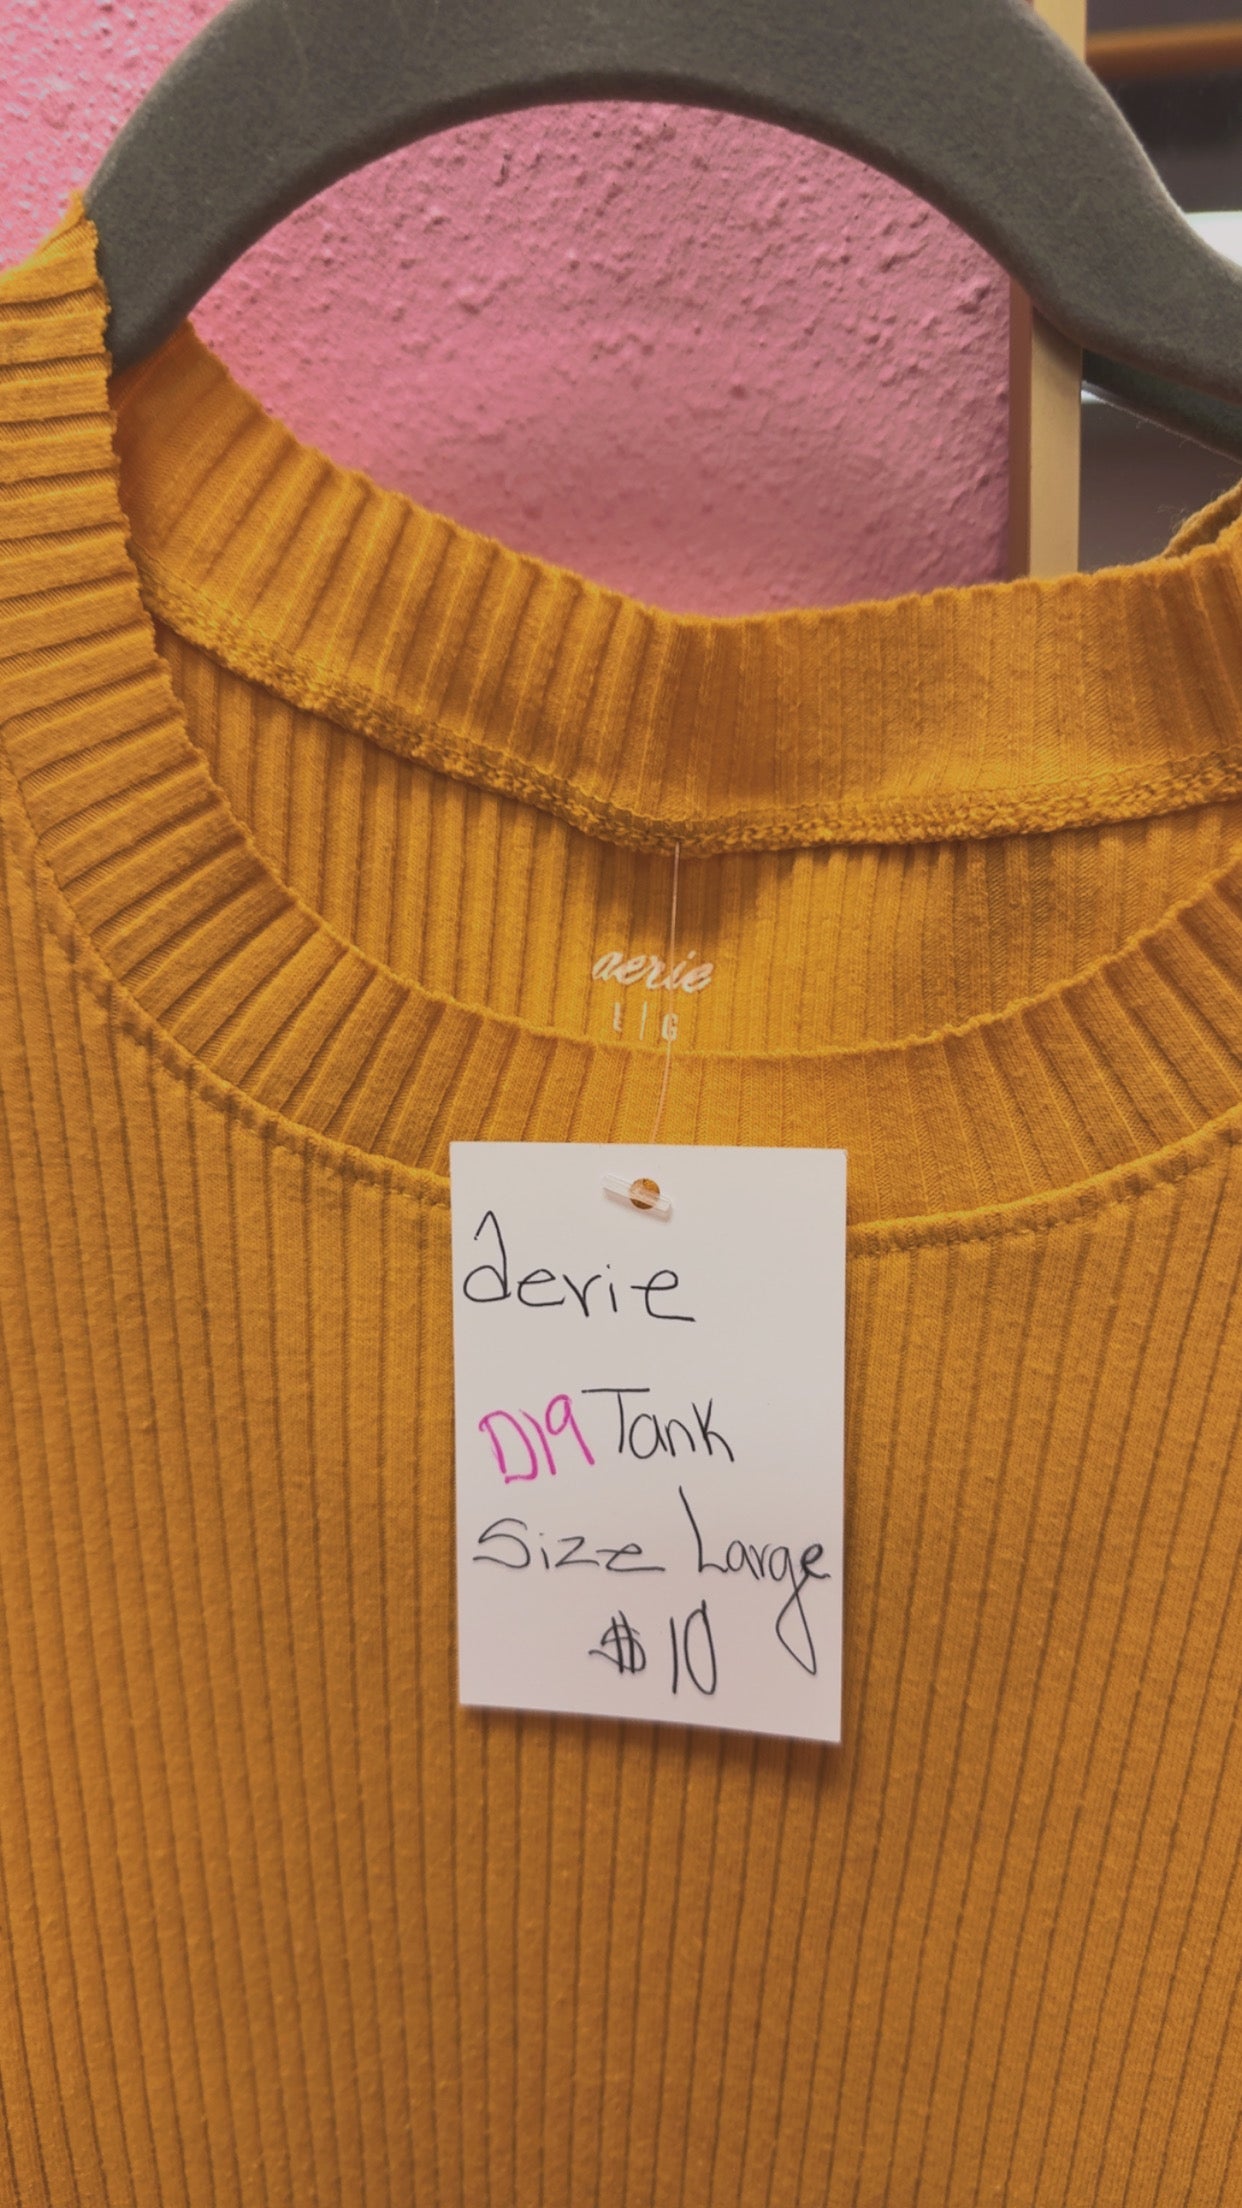 aerie
L | G
aerie
D19 Tank
Size Large
$10